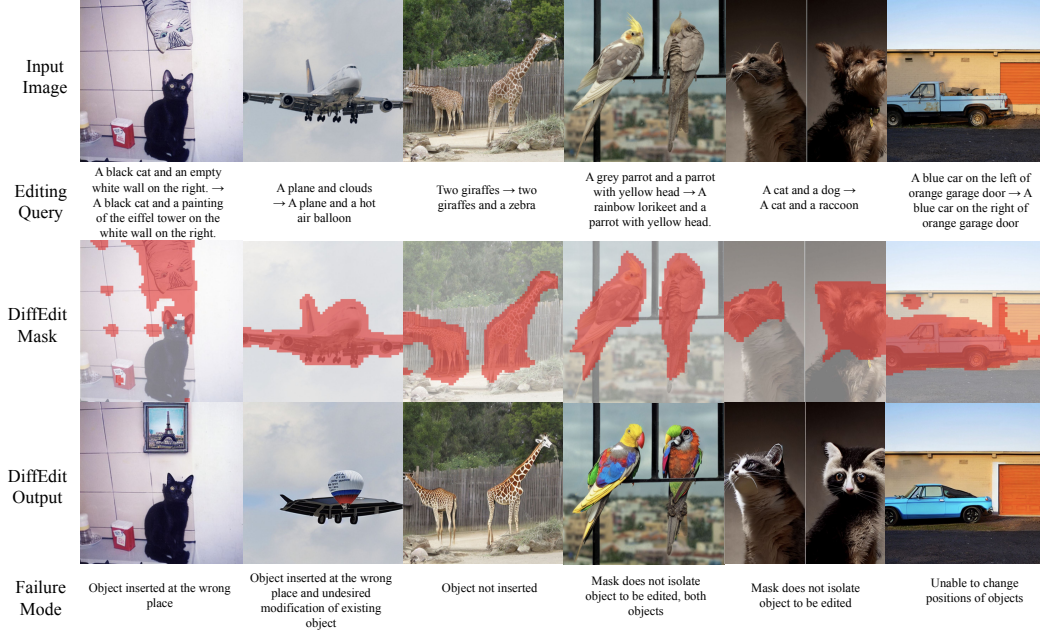 Input
Image
Editing
Query
A black cat and an empty
white wall on the right. →
A black cat and a painting
of the eiffel tower on the
white wall on the right.
A plane and clouds
→ A plane and a hot
air balloon
Two giraffes → two
giraffes and a zebra
A grey parrot and a parrot
with yellow head → A
rainbow lorikeet and a
parrot with yellow head.
A cat and a dog →
A cat and a raccoon
A blue car on the left of
orange garage door → A
blue car on the right of
orange garage door
DiffEdit
Mask
DiffEdit
Output
Failure
Mode
Object inserted at the wrong
place
Object inserted at the wrong
place and undesired
modification of existing
object
Object not inserted
Mask does not isolate
object to be edited, both
objects
Mask does not isolate
object to be edited
Unable to change
positions of objects